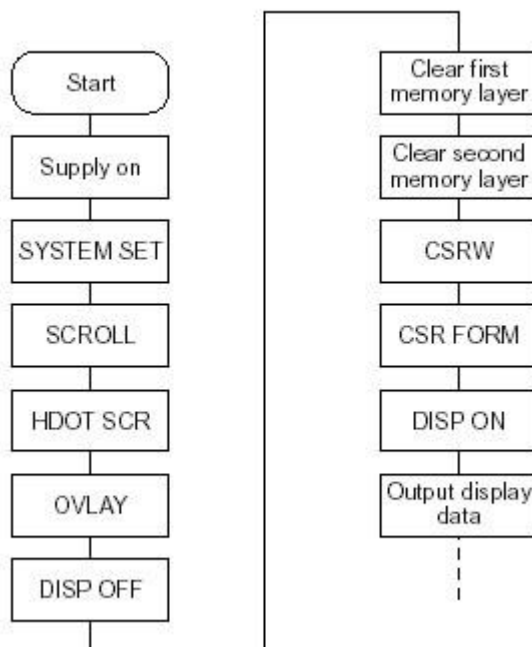 Start
Supply on
SYSTEM SET
SCROLL
HDOT SCR
OVLAY
DISP OFF
Clear first
memory layer
Clear second
memory layer
CSRW
CSR FORM
DISP ON
Output display
data